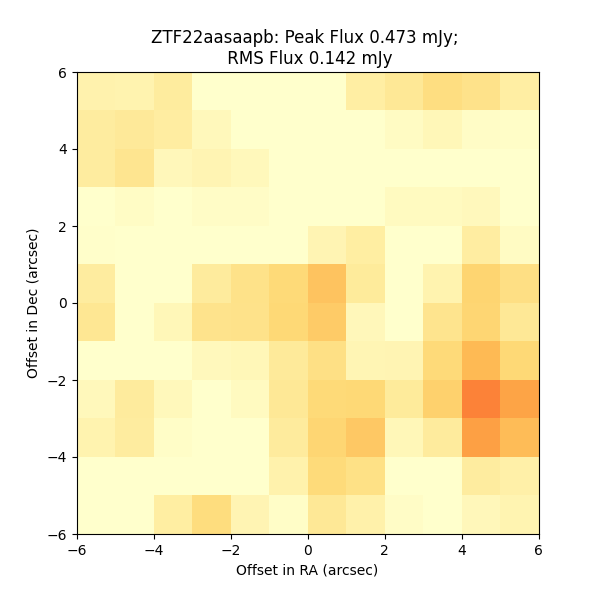 ZTF22aasaapb: Peak Flux 0.473 mJy;
RMS Flux 0.142 mJy
6
4
2
0
−2
−4
−6
Offset in Dec (arcsec)
−6 −4 −2 0 2 4 6
Offset in RA (arcsec)